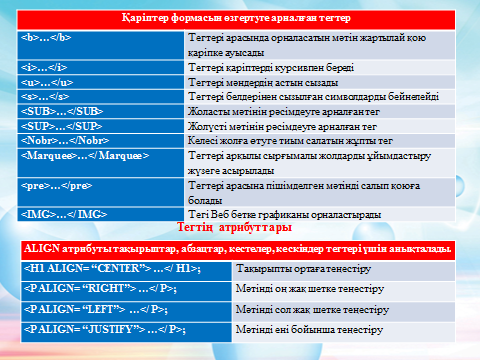 Қаріптер формасын өзгертуге арналған тегтер
<b>...</b> Тегтері арасында орналасатын мәтін жартылай қою
қаріпке ауысады
<i>...</i> Тегтері қаріптерді курсивпен береді
<u>...</u> Тегтері мәндердін астын сызады
<s>...</s> Тегтері белдерінен сызылған символдарды бейнелейді
<SUB>...</SUB> Жоласты мәтінін рәсімдеуге арналған тег
<SUP>...</SUP> Жолүсті мәтінін рәсімдеуге арналған тег
<Nobr>...</Nobr> Келесі жолға өтуге тиым салатын жұпты тег
<Marquee>...</ Marquee> Тегтері арқылы сырғымалы жолдарды ұйымдастыру
жүзеге асырылады
<pre>...</pre> Тегтері арасына пішімделген мәтінді салып қоюға
болады
<IMG>...</ IMG> Тегі Веб бетке графиканы орналастырады
Тегтің атрибуттары
ALIGN атрибуты тақырыптар, абзацтар, кестелер, кескіндер тегтері үшін анықталады.
<H1 ALIGN= “CENTER”> ...</ H1>; Тақырыпты ортаға теңестіру
<PALIGN= “RIGHT”> ...</ P>; Мәтінді оң жақ шетке теңестіру
<PALIGN= “LEFT”> ...</ P>; Мәтінді сол жақ шетке теңестіру
<PALIGN= “JUSTIFY”> ...</ P>; Мәтінді ені бойынша теңестіру